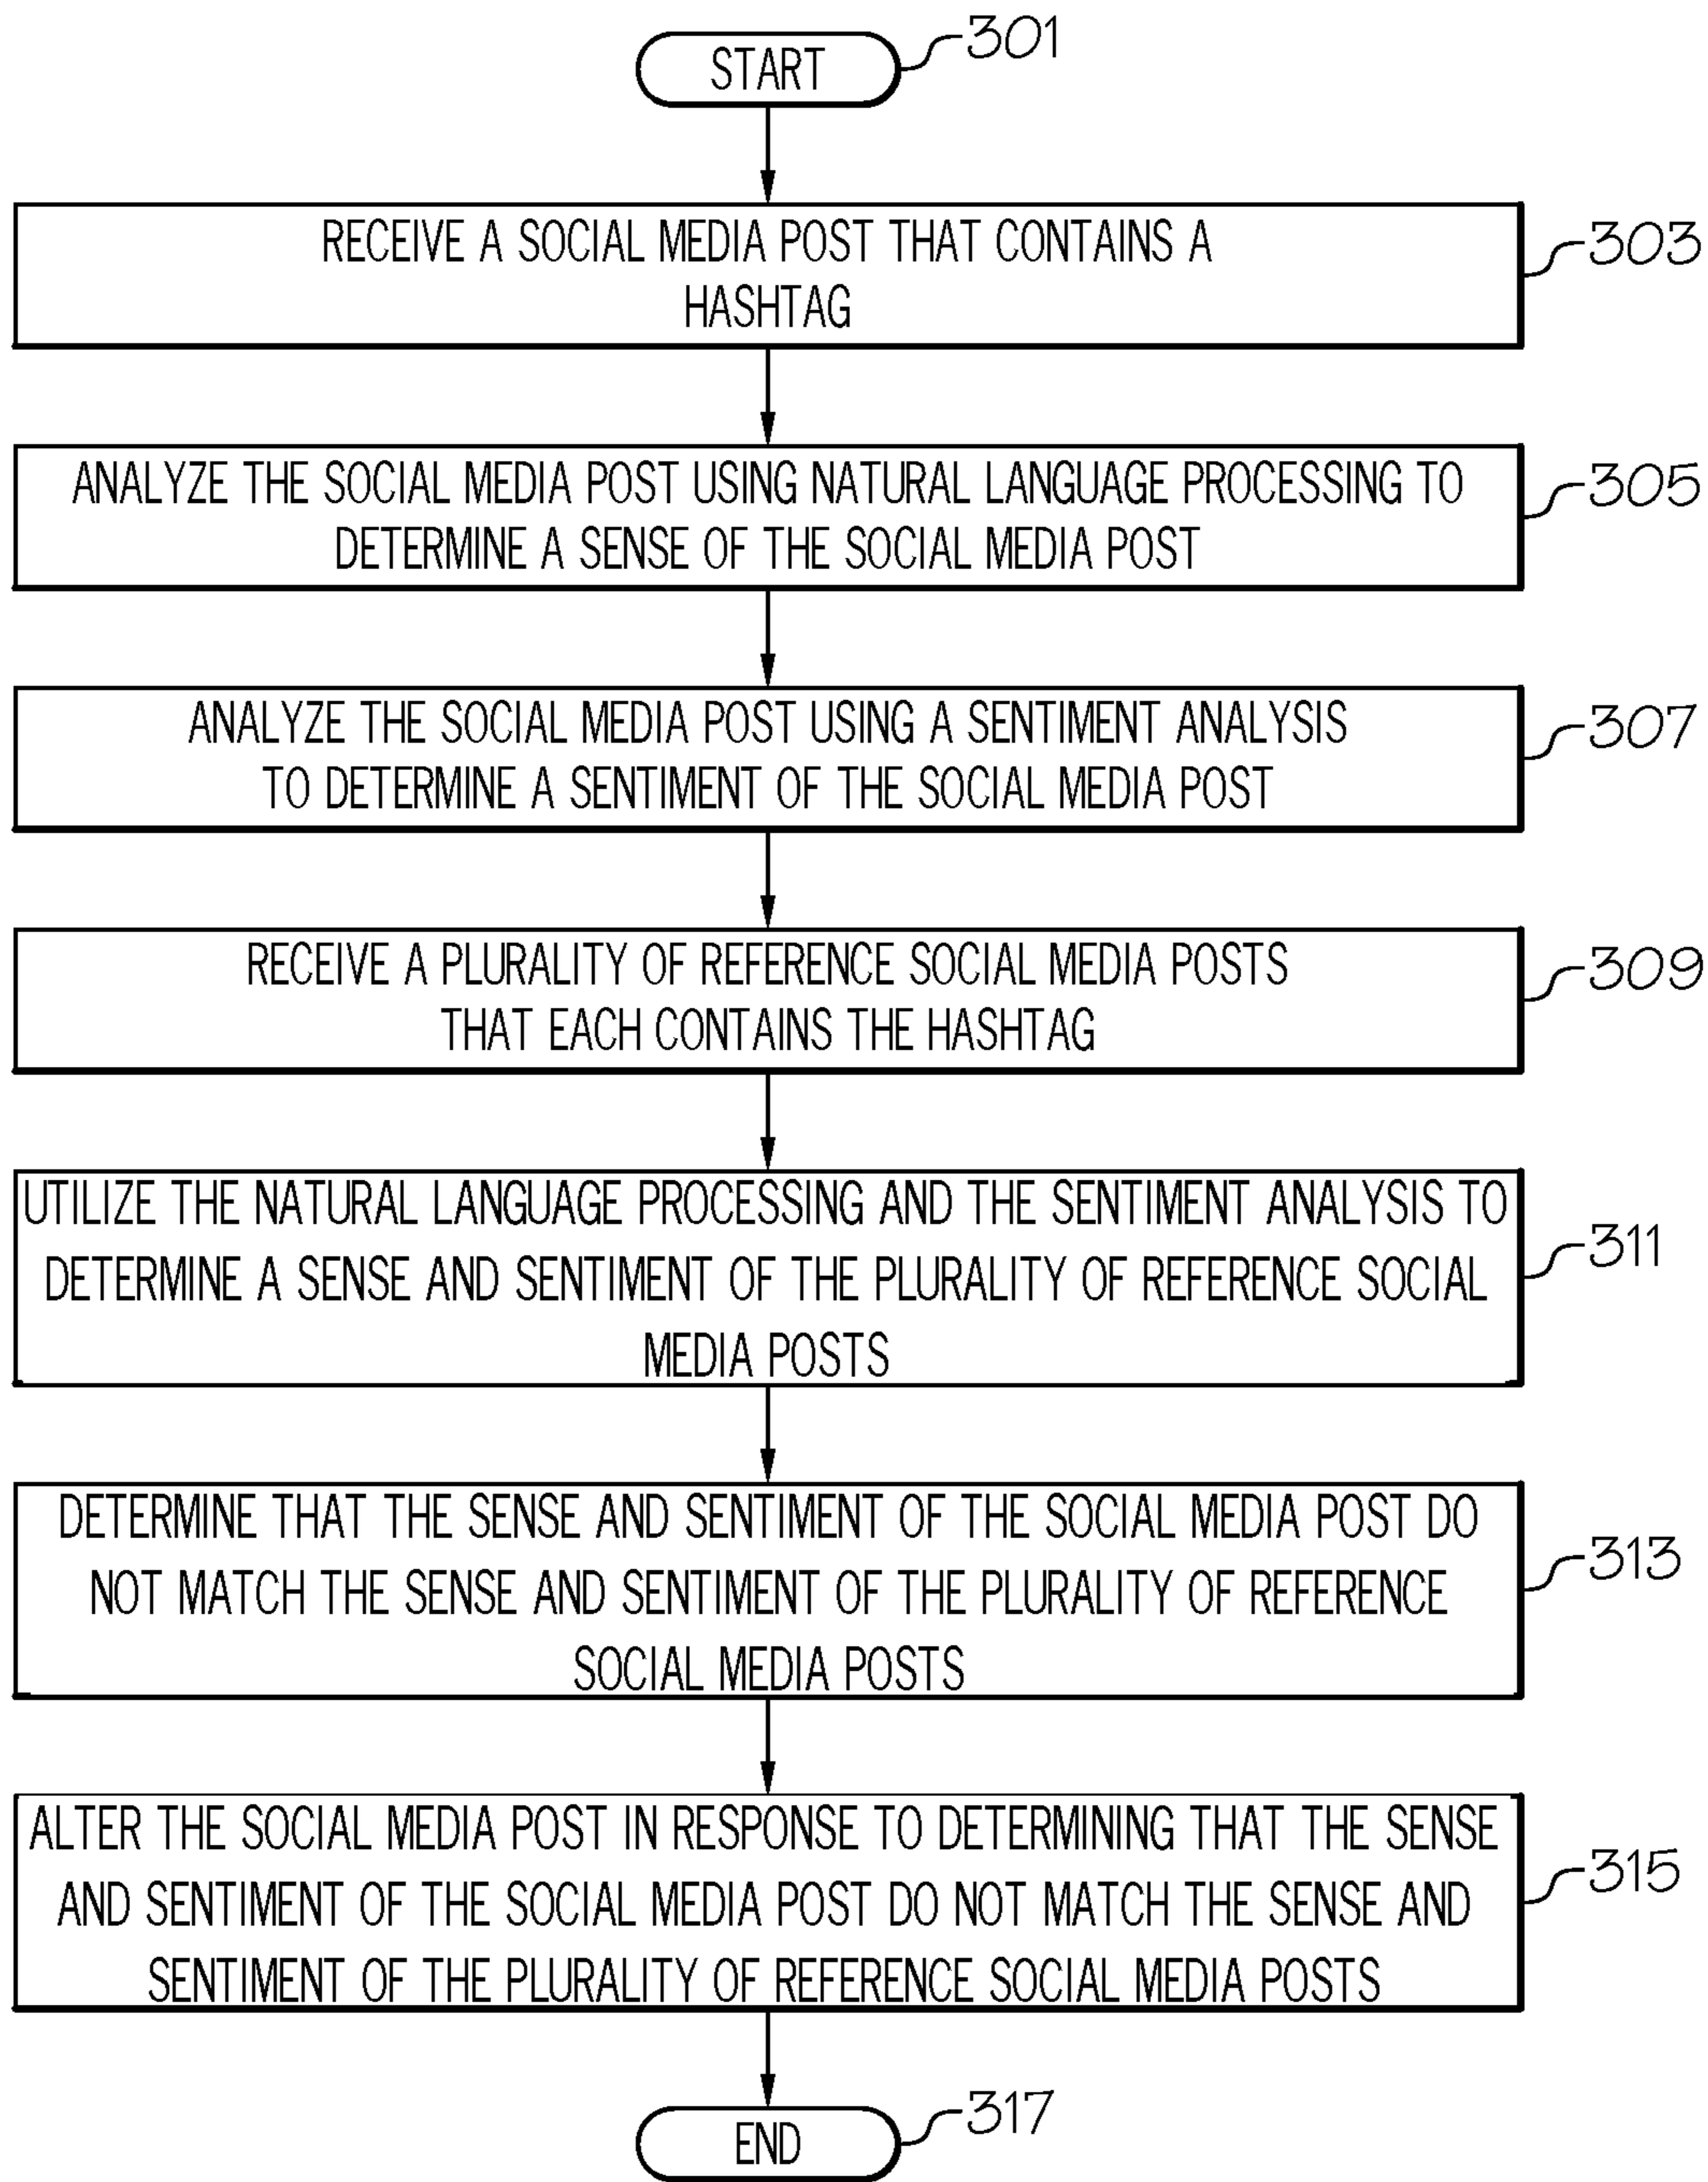 START
301
RECEIVE A SOCIAL MEDIA POST THAT CONTAINS A
HASHTAG
303
ANALYZE THE SOCIAL MEDIA POST USING NATURAL LANGUAGE PROCESSING TO
DETERMINE A SENSE OF THE SOCIAL MEDIA POST
305
ANALYZE THE SOCIAL MEDIA POST USING A SENTIMENT ANALYSIS
TO DETERMINE A SENTIMENT OF THE SOCIAL MEDIA POST
307
RECEIVE A PLURALITY OF REFERENCE SOCIAL MEDIA POSTS
THAT EACH CONTAINS THE HASHTAG
309
UTILIZE THE NATURAL LANGUAGE PROCESSING AND THE SENTIMENT ANALYSIS TO
DETERMINE A SENSE AND SENTIMENT OF THE PLURALITY OF REFERENCE SOCIAL
MEDIA POSTS
311
DETERMINE THAT THE SENSE AND SENTIMENT OF THE SOCIAL MEDIA POST DO
NOT MATCH THE SENSE AND SENTIMENT OF THE PLURALITY OF REFERENCE
SOCIAL MEDIA POSTS
313
ALTER THE SOCIAL MEDIA POST IN RESPONSE TO DETERMINING THAT THE SENSE
AND SENTIMENT OF THE SOCIAL MEDIA POST DO NOT MATCH THE SENSE AND
SENTIMENT OF THE PLURALITY OF REFERENCE SOCIAL MEDIA POSTS
315
END
317